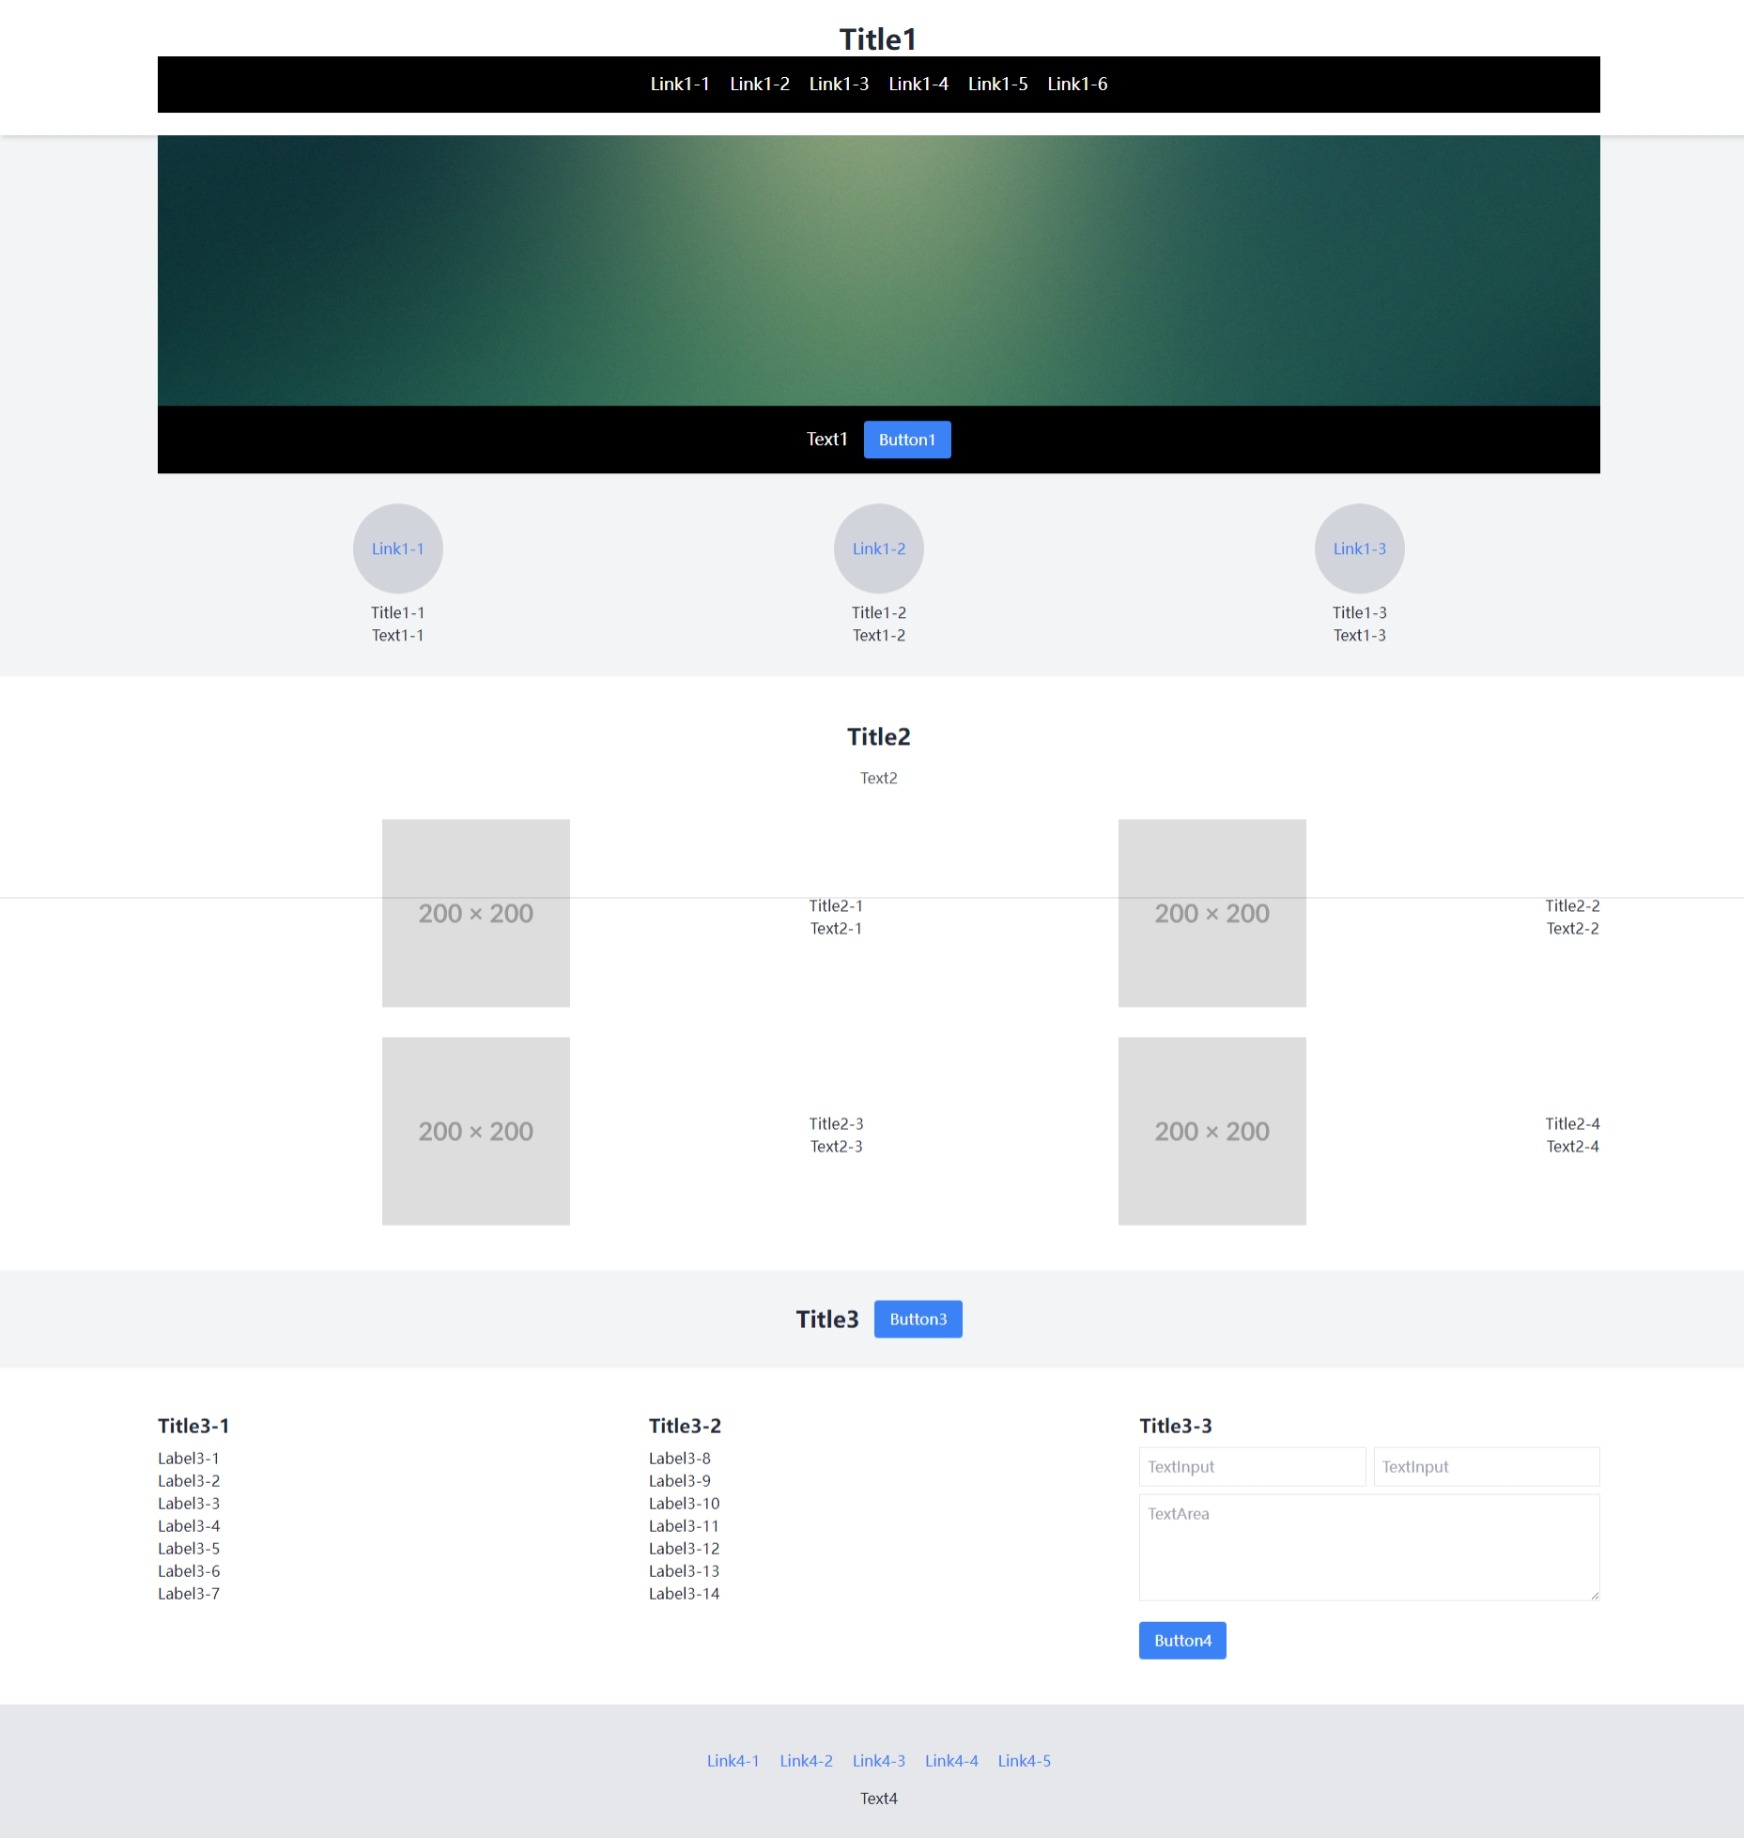 Title1
Link1-1 Link1-2 Link1-3 Link1-4 Link1-5 Link1-6
Text1 Button1
Link1-1 Link1-2 Link1-3
Title1-1 Title1-2 Title1-3
Text1-1 Text1-2 Text1-3
Title2
Text2
200 × 200
Title2-1
Text2-1
200 × 200
Title2-2
Text2-2
200 × 200
Title2-3
Text2-3
200 × 200
Title2-4
Text2-4
Title3 Button3
Title3-1
Label3-1
Label3-2
Label3-3
Label3-4
Label3-5
Label3-6
Label3-7
Title3-2
Label3-8
Label3-9
Label3-10
Label3-11
Label3-12
Label3-13
Label3-14
Title3-3
TextInput TextInput
TextArea
Button4
Link4-1 Link4-2 Link4-3 Link4-4 Link4-5
Text4